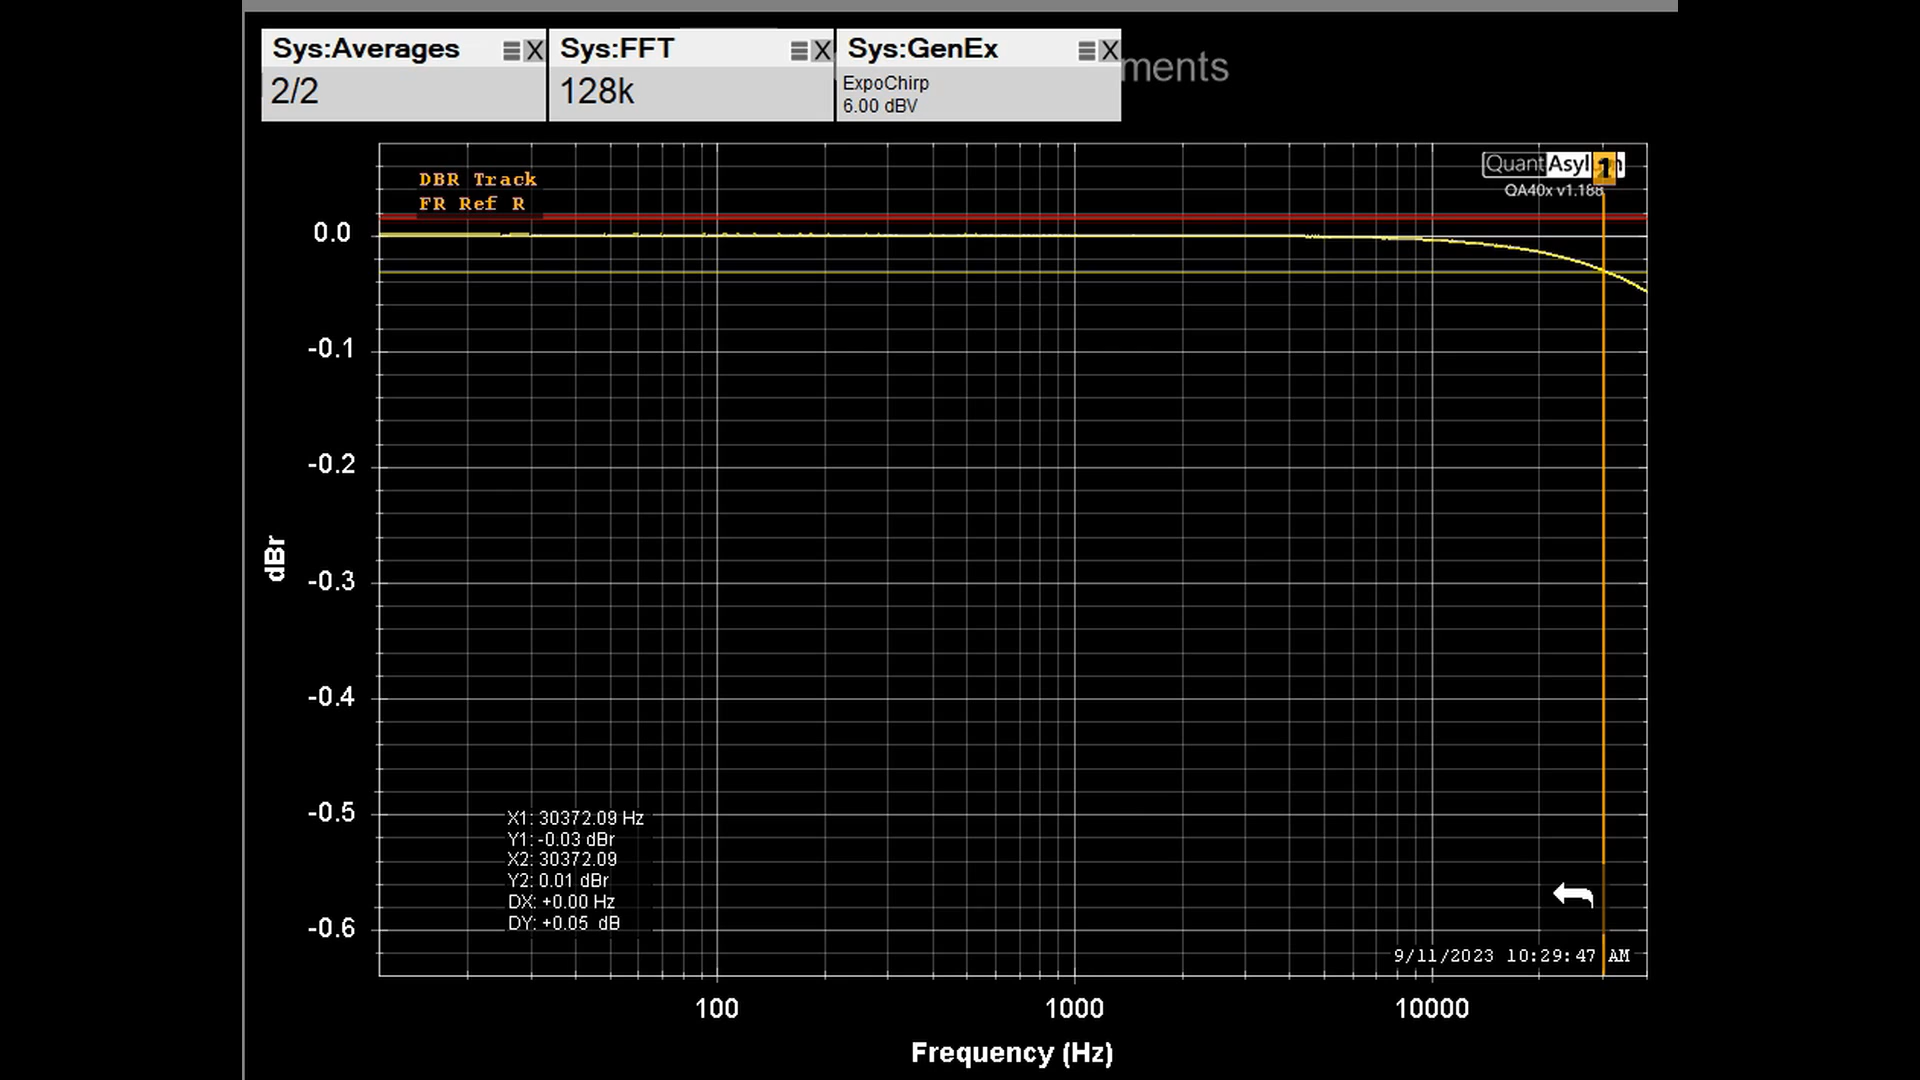 Sys:Averages X
2/2
Sys:FFT X
128k
Sys:GenEx X
ExpoChirp
6.00 dBV
ments
DBR Track
FR Ref R
QuantAsyl
1
QA40x v1.188
0.0
-0.1
-0.2
-0.3
-0.4
-0.5
-0.6
dBr
X1: 30372.09 Hz
Y1: -0.03 dBr
X2: 30372.09
Y2: 0.01 dBr
DX: +0.00 Hz
DY: +0.05 dB
9/11/2023 10:29:47 AM
100
1000
10000
Frequency (Hz)